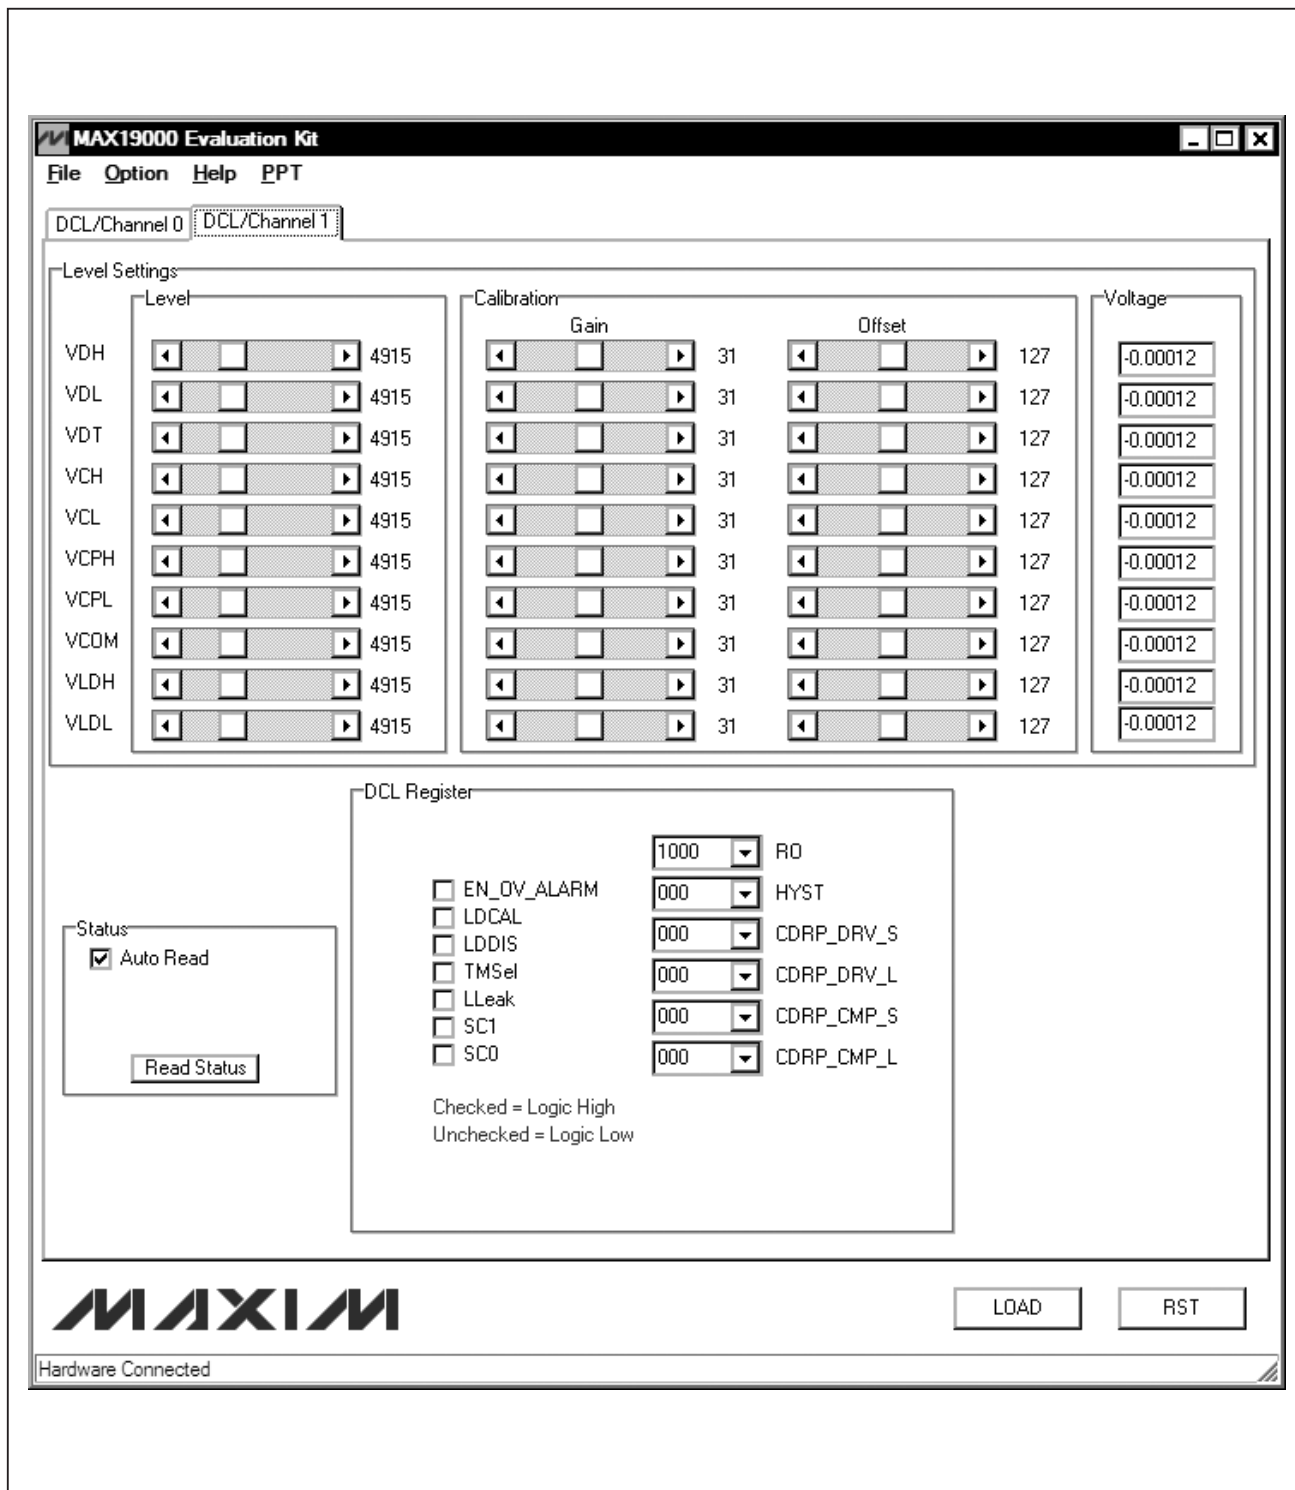 MAX19000 Evaluation Kit
File Option Help PPT
DCL/Channel 0 DCL/Channel 1
Level Settings
Level Calibration Voltage
Gain Offset
VDH 4915 31 127 -0.00012
VDL 4915 31 127 -0.00012
VDT 4915 31 127 -0.00012
VCH 4915 31 127 -0.00012
VCL 4915 31 127 -0.00012
VCPH 4915 31 127 -0.00012
VCPL 4915 31 127 -0.00012
VCOM 4915 31 127 -0.00012
VLDH 4915 31 127 -0.00012
VLDL 4915 31 127 -0.00012
DCL Register
1000 RO
EN_OV_ALARM 000 HYST
LDCAL
Status 000 CDRP_DRV_S
LDDIS
Auto Read
TMSel 000 CDRP_DRV_L
LLeak
SC1 000 CDRP_CMP_S
SC0 000 CDRP_CMP_L
Read Status
Checked = Logic High
Unchecked = Logic Low
MAXIM LOAD RST
Hardware Connected